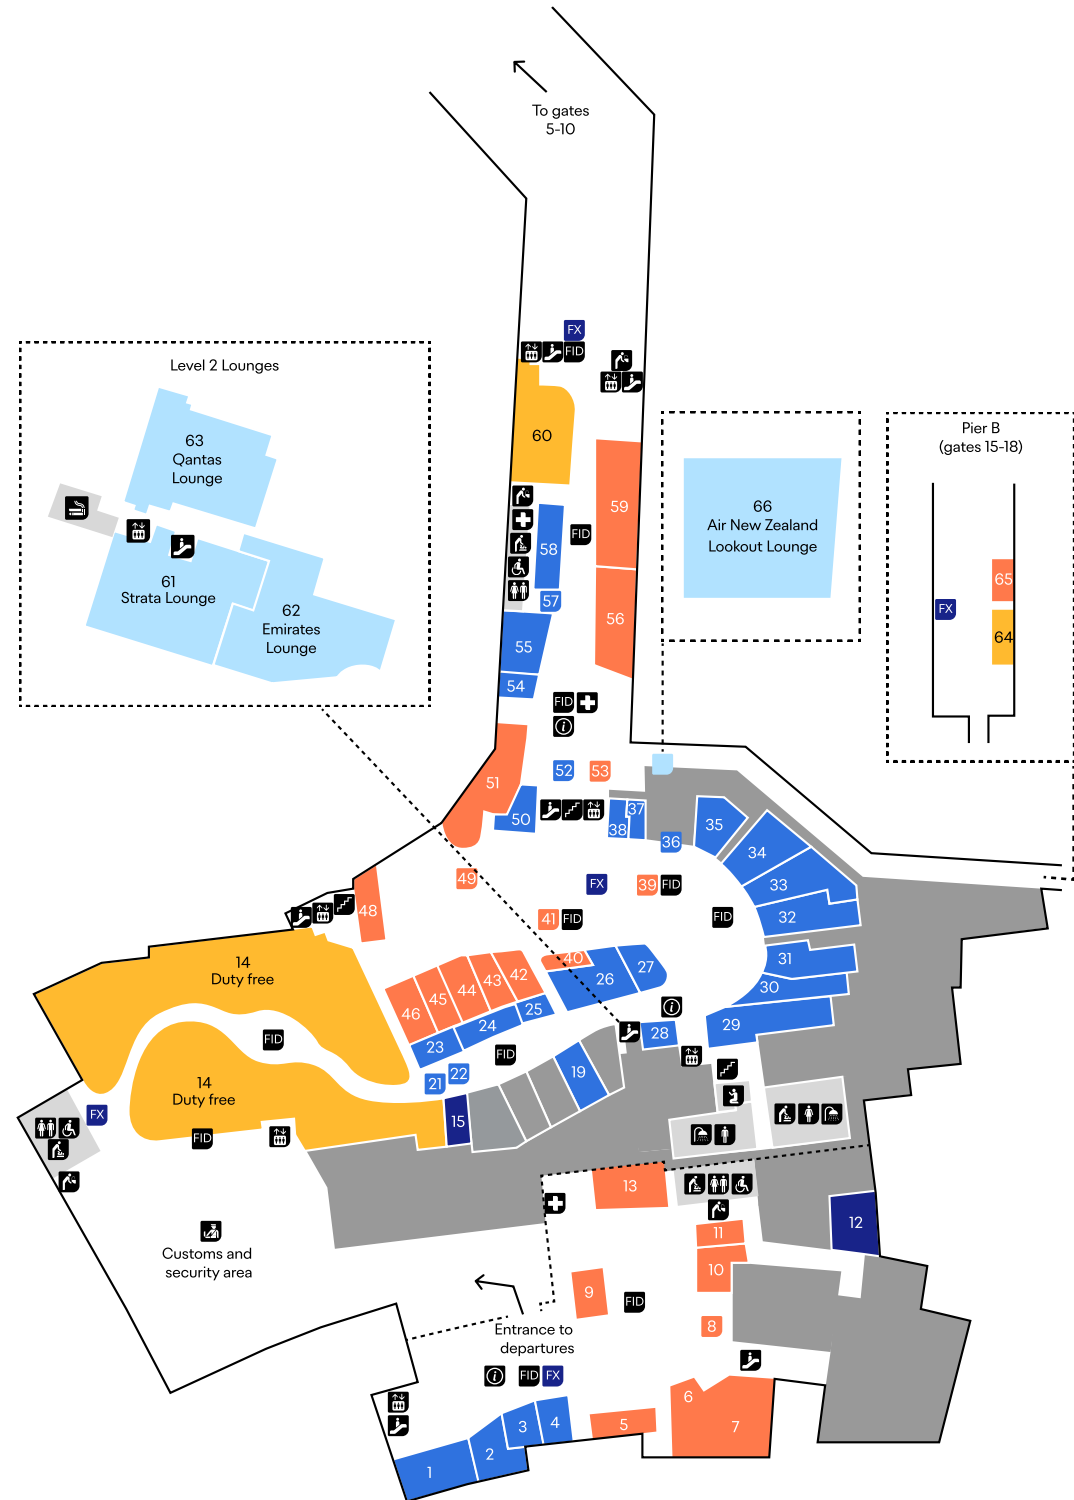 To gates
5-10
FX
FID
60
59
FID
58
57
56
55
54
FID
Level 2 Lounges
63
Qantas
Lounge
61
Strata Lounge
62
Emirates
Lounge
66
Air New Zealand
Lookout Lounge
Pier B
(gates 15-18)
65
FX
64
51
52
53
50
37
38
36
35
34
33
32
31
30
29
49
48
FX
39
FID
41
FID
FID
14
Duty free
FID
14
Duty free
FID
FX
46
45
44
43
42
40
27
26
25
24
23
22
21
FID
28
19
15
Customs and
security area
13
12
11
10
9
FID
8
Entrance to
departures
FID
FX
1
2
3
4
5
6
7